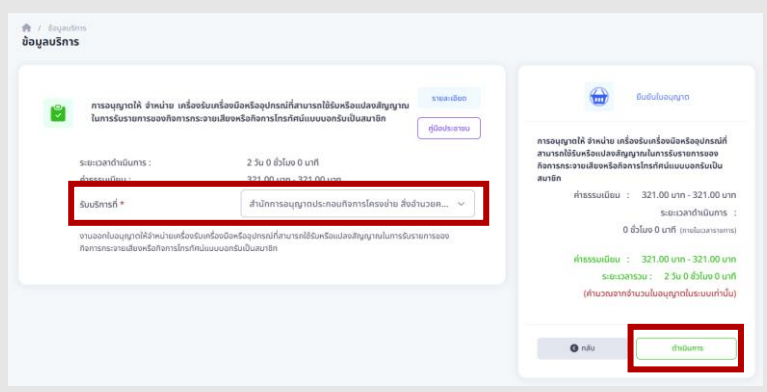 / ข้อมูลบริการ
ข้อมูลบริการ
การอนุญาตให้ จำหน่าย เครื่องรับเครื่องมือหรืออุปกรณ์ที่สามารถใช้รับหรือแปลงสัญญาณ
ในการรับรายการของกิจการกระจายเสียงหรือกิจการโทรทัศน์แบบบอกรับเป็นสมาชิก
รายละเอียด
คู่มือประชาชน
ระยะเวลาดำเนินการ : 2 วัน 0 ชั่วโมง 0 นาที
ค่าธรรมเนียม : 321.00 บาท - 321.00 บาท
รับบริการที่ * สำนักการอนุญาตประกอบกิจการโครงข่าย สิ่งอำนวยค...
งานออกใบอนุญาตให้จำหน่ายเครื่องรับเครื่องมือหรืออุปกรณ์ที่สามารถใช้รับหรือแปลงสัญญาณในการรับรายการของ
กิจการกระจายเสียงหรือกิจการโทรทัศน์แบบบอกรับเป็นสมาชิก
ยืนยันใบอนุญาต
การอนุญาตให้ จำหน่าย เครื่องรับเครื่องมือหรืออุปกรณ์ที่
สามารถใช้รับหรือแปลงสัญญาณในการรับรายการของ
กิจการกระจายเสียงหรือกิจการโทรทัศน์แบบบอกรับเป็น
สมาชิก
ค่าธรรมเนียม : 321.00 บาท - 321.00 บาท
ระยะเวลาดำเนินการ :
0 ชั่วโมง 0 นาที (ภายในเวลาราชการ)
ค่าธรรมเนียม : 321.00 บาท - 321.00 บาท
ระยะเวลารวม : 2 วัน 0 ชั่วโมง 0 นาที
(คำนวณจากจำนวนใบอนุญาตในระบบเท่านั้น)
กลับ
ดำเนินการ